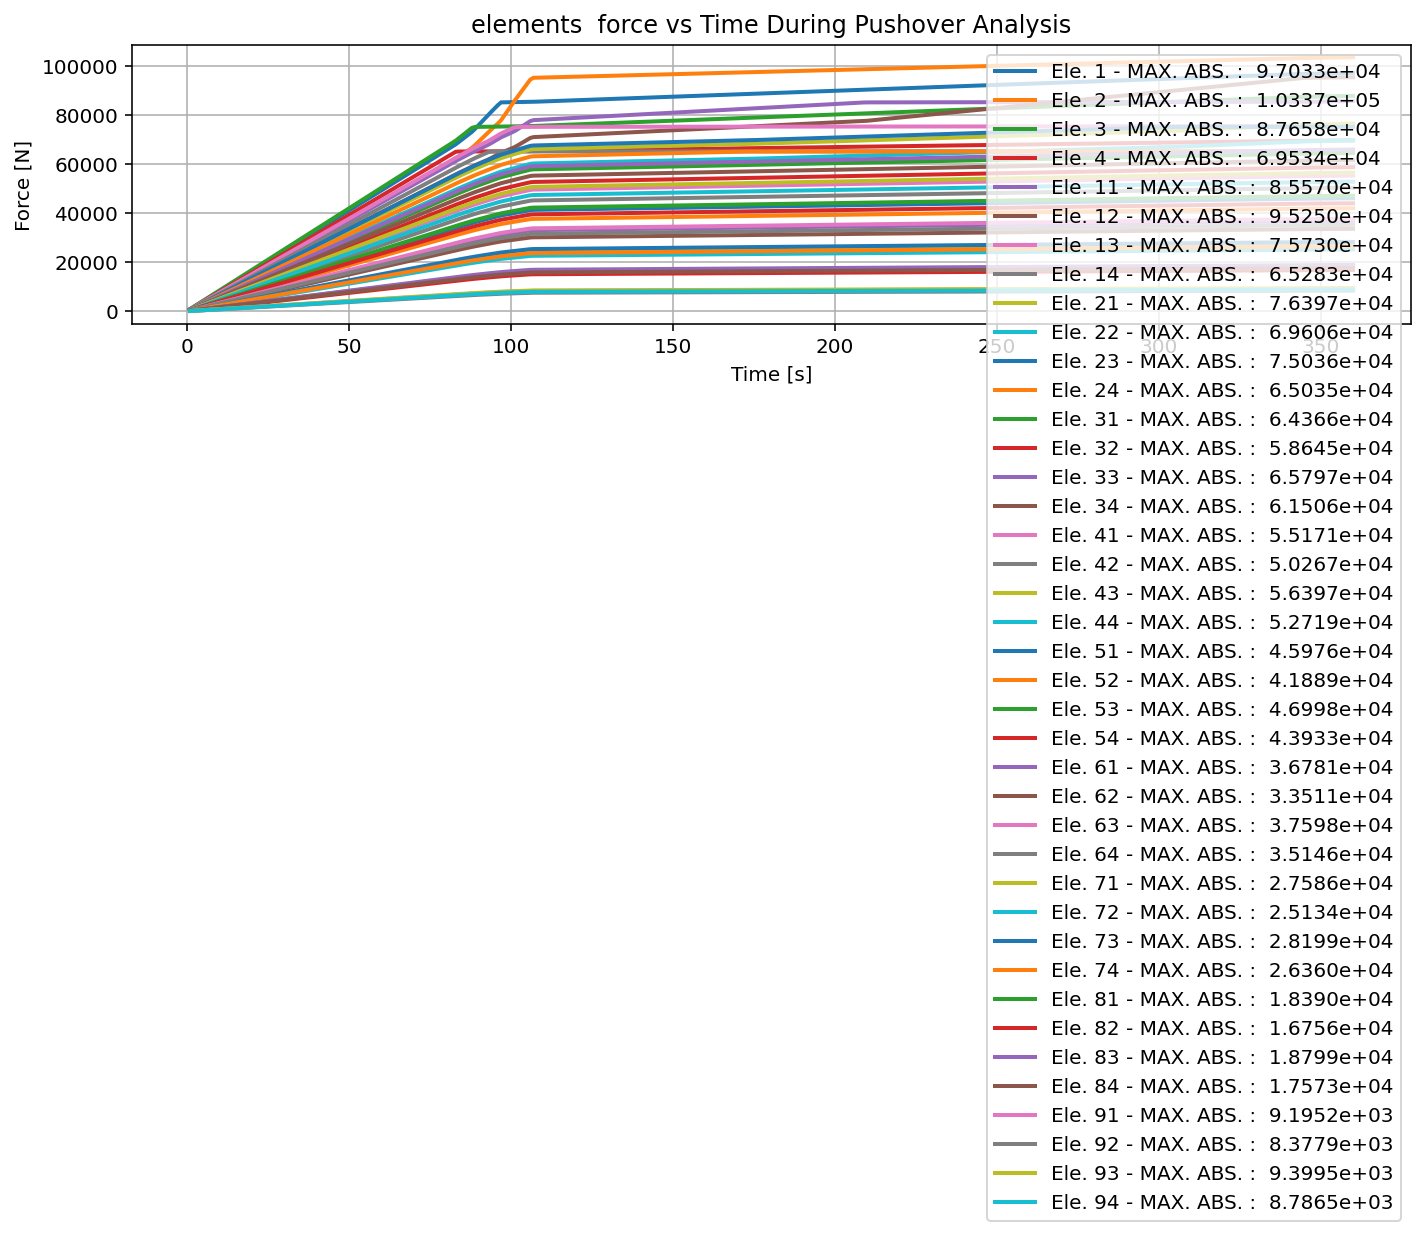 elements  force vs Time During Pushover Analysis
Force [N]
100000
80000
60000
40000
20000
0
0 50 100 150 200 250 300 350
Time [s]
Ele. 1 - MAX. ABS. :  9.7033e+04
Ele. 2 - MAX. ABS. :  1.0337e+05
Ele. 3 - MAX. ABS. :  8.7658e+04
Ele. 4 - MAX. ABS. :  6.9534e+04
Ele. 11 - MAX. ABS. :  8.5570e+04
Ele. 12 - MAX. ABS. :  9.5250e+04
Ele. 13 - MAX. ABS. :  7.5730e+04
Ele. 14 - MAX. ABS. :  6.5283e+04
Ele. 21 - MAX. ABS. :  7.6397e+04
Ele. 22 - MAX. ABS. :  6.9606e+04
Ele. 23 - MAX. ABS. :  7.5036e+04
Ele. 24 - MAX. ABS. :  6.5035e+04
Ele. 31 - MAX. ABS. :  6.4366e+04
Ele. 32 - MAX. ABS. :  5.8645e+04
Ele. 33 - MAX. ABS. :  6.5797e+04
Ele. 34 - MAX. ABS. :  6.1506e+04
Ele. 41 - MAX. ABS. :  5.5171e+04
Ele. 42 - MAX. ABS. :  5.0267e+04
Ele. 43 - MAX. ABS. :  5.6397e+04
Ele. 44 - MAX. ABS. :  5.2719e+04
Ele. 51 - MAX. ABS. :  4.5976e+04
Ele. 52 - MAX. ABS. :  4.1889e+04
Ele. 53 - MAX. ABS. :  4.6998e+04
Ele. 54 - MAX. ABS. :  4.3933e+04
Ele. 61 - MAX. ABS. :  3.6781e+04
Ele. 62 - MAX. ABS. :  3.3511e+04
Ele. 63 - MAX. ABS. :  3.7598e+04
Ele. 64 - MAX. ABS. :  3.5146e+04
Ele. 71 - MAX. ABS. :  2.7586e+04
Ele. 72 - MAX. ABS. :  2.5134e+04
Ele. 73 - MAX. ABS. :  2.8199e+04
Ele. 74 - MAX. ABS. :  2.6360e+04
Ele. 81 - MAX. ABS. :  1.8390e+04
Ele. 82 - MAX. ABS. :  1.6756e+04
Ele. 83 - MAX. ABS. :  1.8799e+04
Ele. 84 - MAX. ABS. :  1.7573e+04
Ele. 91 - MAX. ABS. :  9.1952e+03
Ele. 92 - MAX. ABS. :  8.3779e+03
Ele. 93 - MAX. ABS. :  9.3995e+03
Ele. 94 - MAX. ABS. :  8.7865e+03